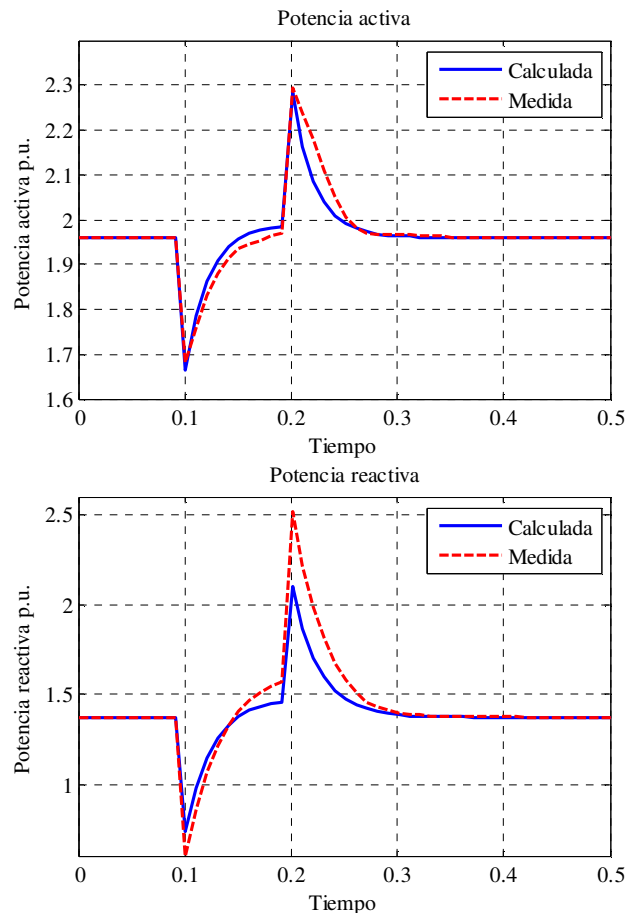 Potencia activa
2.3
2.2
2.1
2
1.9
1.8
1.7
1.6
Potencia activa p.u.
Calculada
Medida
0 0.1 0.2 0.3 0.4 0.5
Tiempo
Potencia reactiva
2.5
2
1.5
1
Potencia reactiva p.u.
Calculada
Medida
0 0.1 0.2 0.3 0.4 0.5
Tiempo